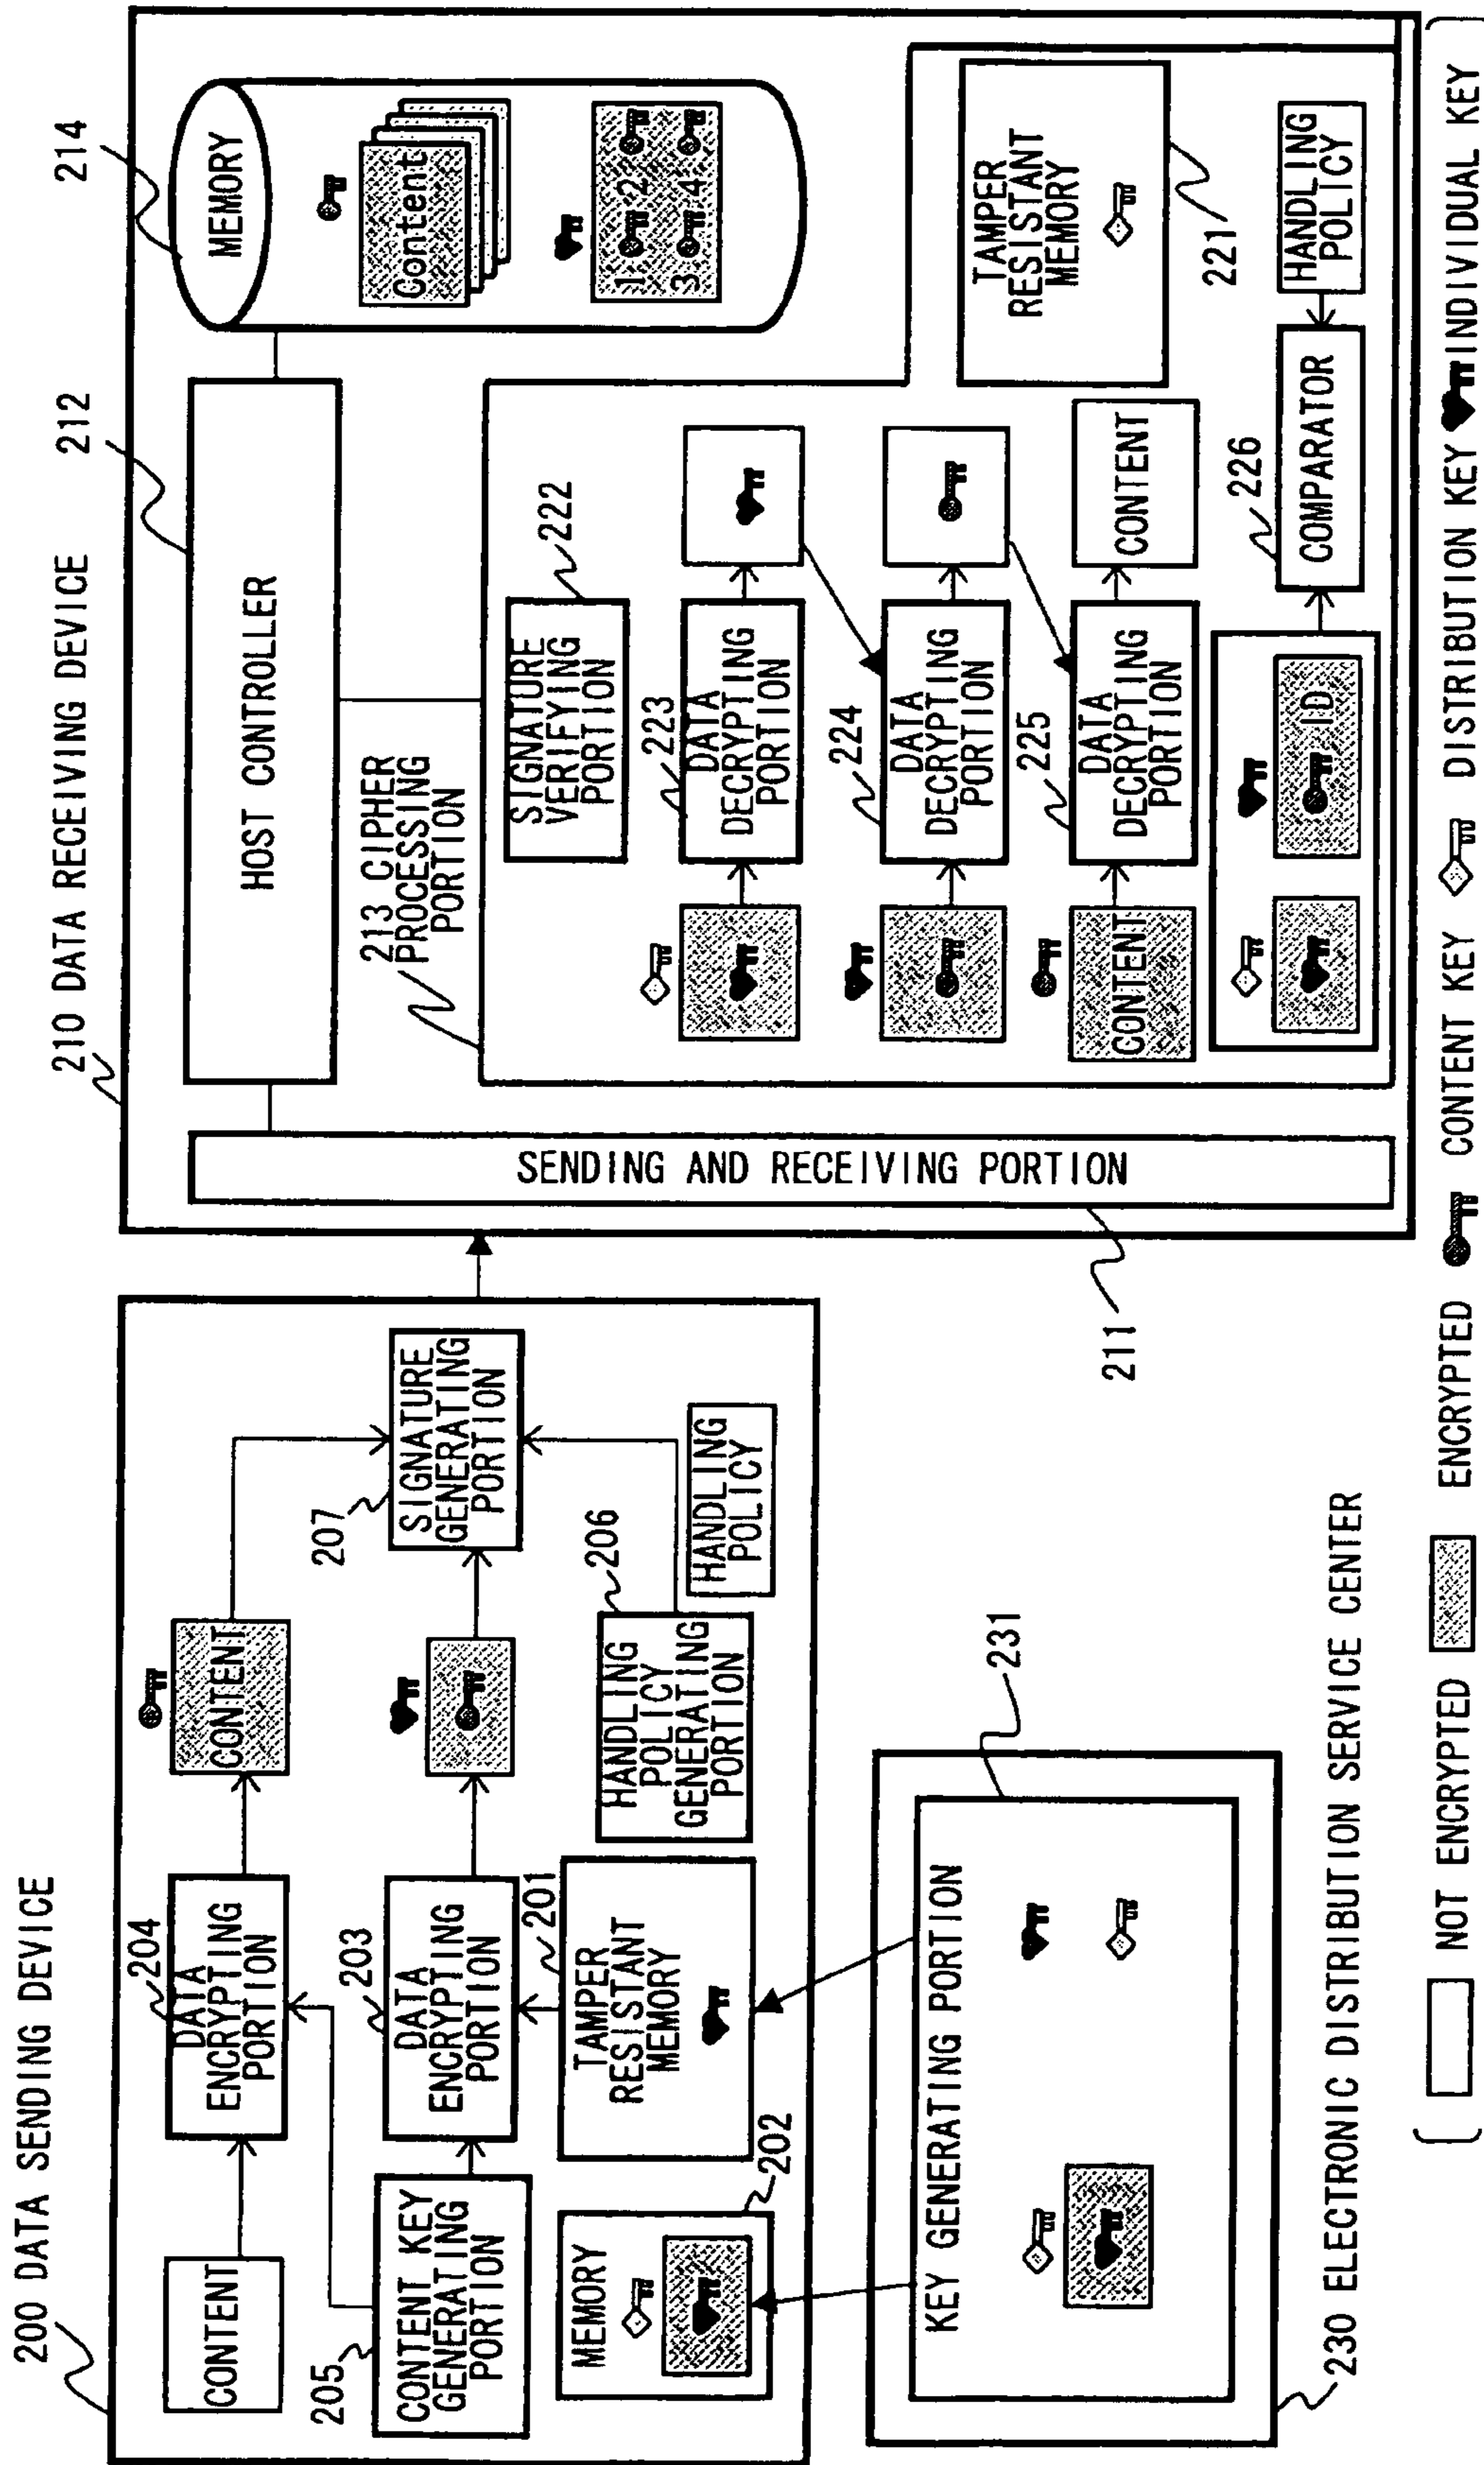 200 DATA SENDING DEVICE
CONTENT
204
DATA
ENCRYPTING
PORTION
CONTENT
205
CONTENT KEY
GENERATING
PORTION
203
DATA
ENCRYPTING
PORTION
207
SIGNATURE
GENERATING
PORTION
MEMORY
202
201
TAMPER
RESISTANT
MEMORY
206
HANDLING
POLICY
GENERATING
PORTION
HANDLING
POLICY
231
KEY GENERATING PORTION
230 ELECTRONIC DISTRIBUTION SERVICE CENTER
210 DATA RECEIVING DEVICE
211
SENDING AND RECEIVING PORTION
212
HOST CONTROLLER
214
MEMORY
Content
1 2
3 4
213 CIPHER
PROCESSING
PORTION
222
SIGNATURE
VERIFYING
PORTION
223
DATA
DECRYPTING
PORTION
224
DATA
DECRYPTING
PORTION
CONTENT
225
DATA
DECRYPTING
PORTION
CONTENT
TAMPER
RESISTANT
MEMORY
221
ID
226
COMPARATOR
HANDLING
POLICY
( NOT ENCRYPTED ENCRYPTED CONTENT KEY DISTRIBUTION KEY INDIVIDUAL KEY )